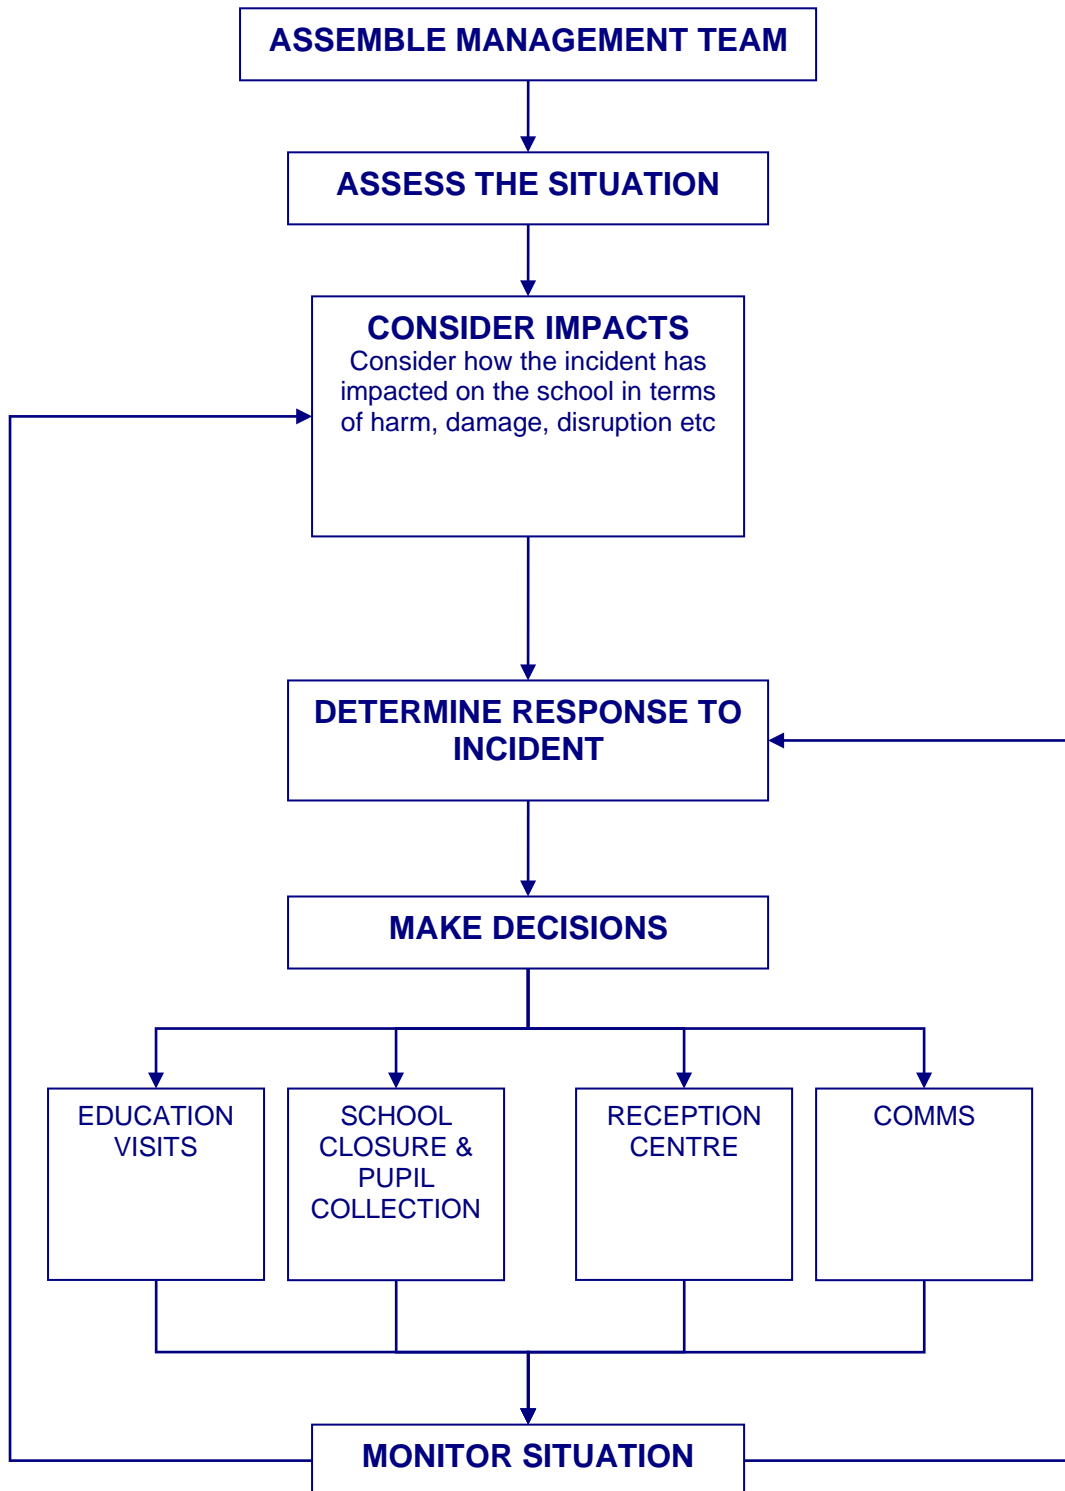 ASSEMBLE MANAGEMENT TEAM
ASSESS THE SITUATION
CONSIDER IMPACTS
Consider how the incident has
impacted on the school in terms
of harm, damage, disruption etc
DETERMINE RESPONSE TO
INCIDENT
MAKE DECISIONS
EDUCATION
VISITS
SCHOOL
CLOSURE &
PUPIL
COLLECTION
RECEPTION
CENTRE
COMMS
MONITOR SITUATION